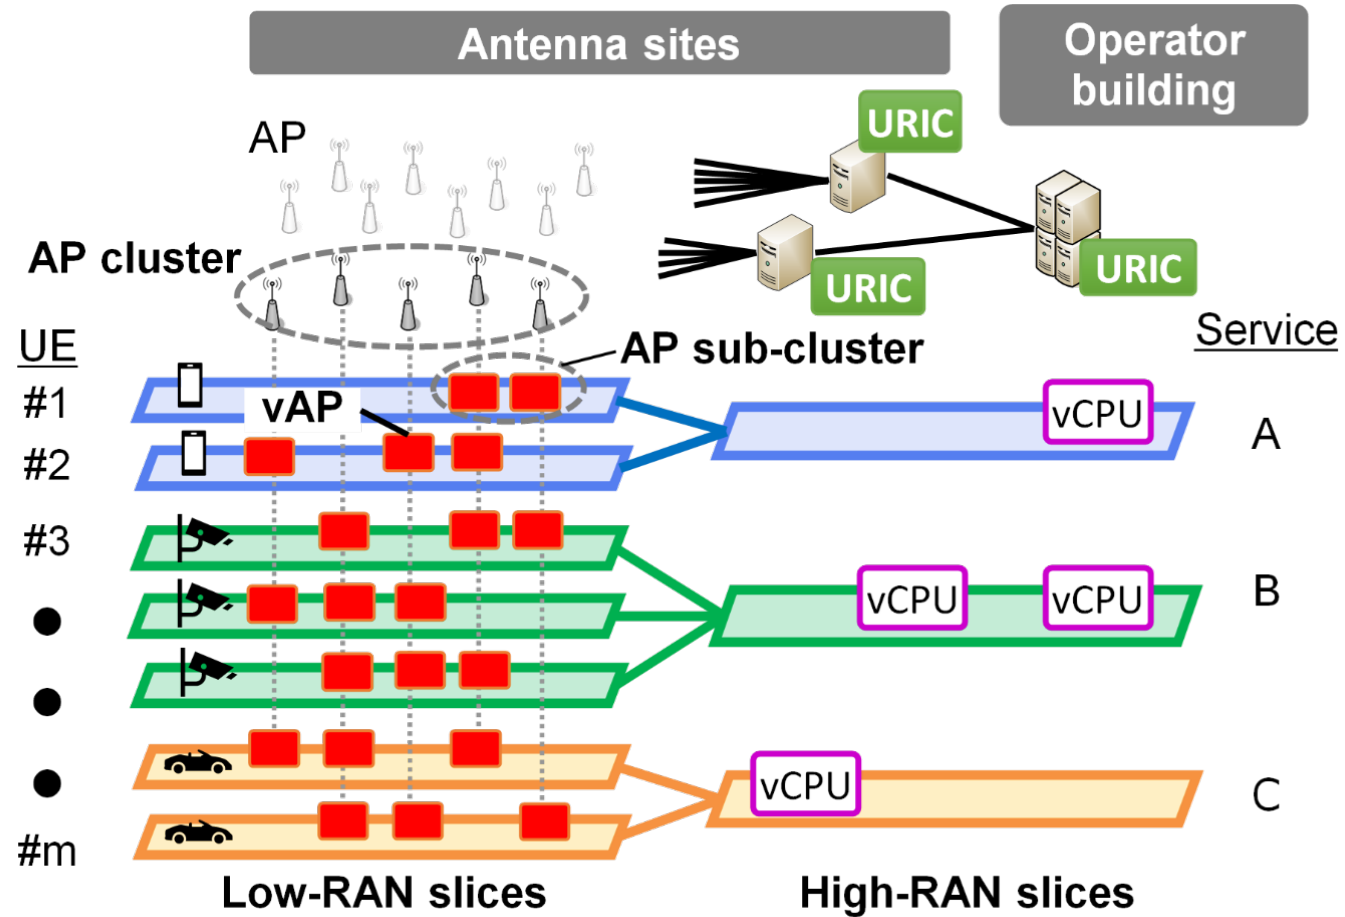 Antenna sites
Operator
building
AP
URIC
AP cluster
URIC
URIC
UE
Service
AP sub-cluster
#1
vAP
vCPU
A
#2
#3
vCPU
vCPU
B
vCPU
C
#m
Low-RAN slices
High-RAN slices